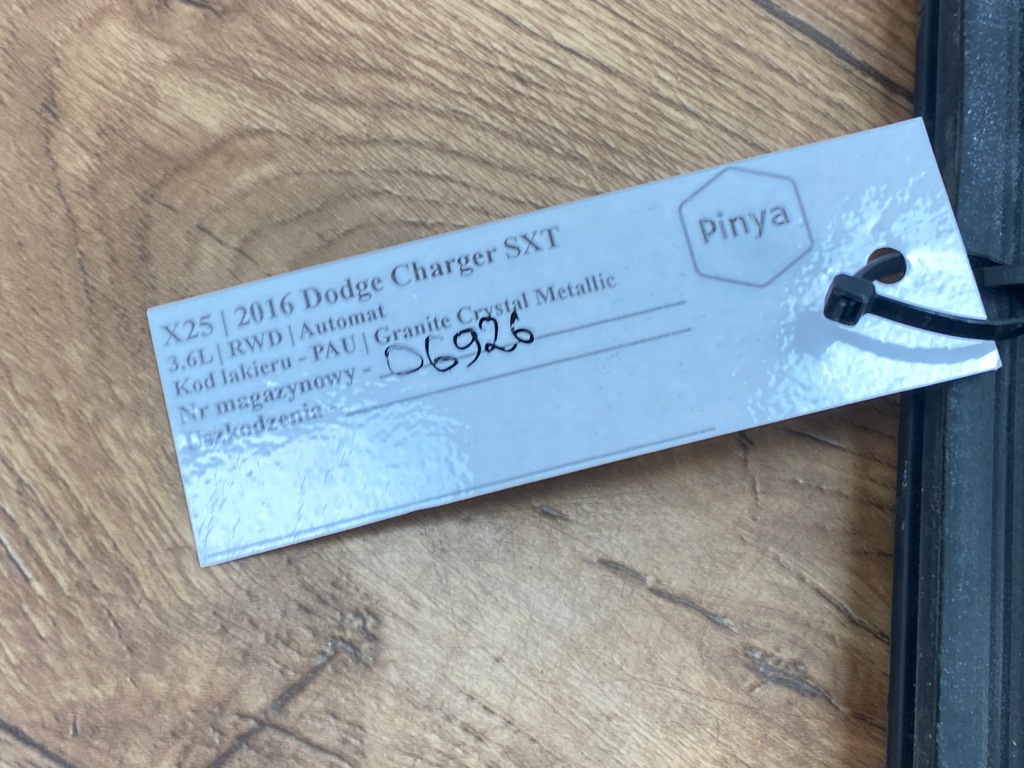 pinya
X25 | 2016 Dodge Charger SXT
3.6L | RWD | Automat
Kod lakieru - PAU | Granite Crystal Metallic
Nr magazynowy - 06926
Uszkodzenia -